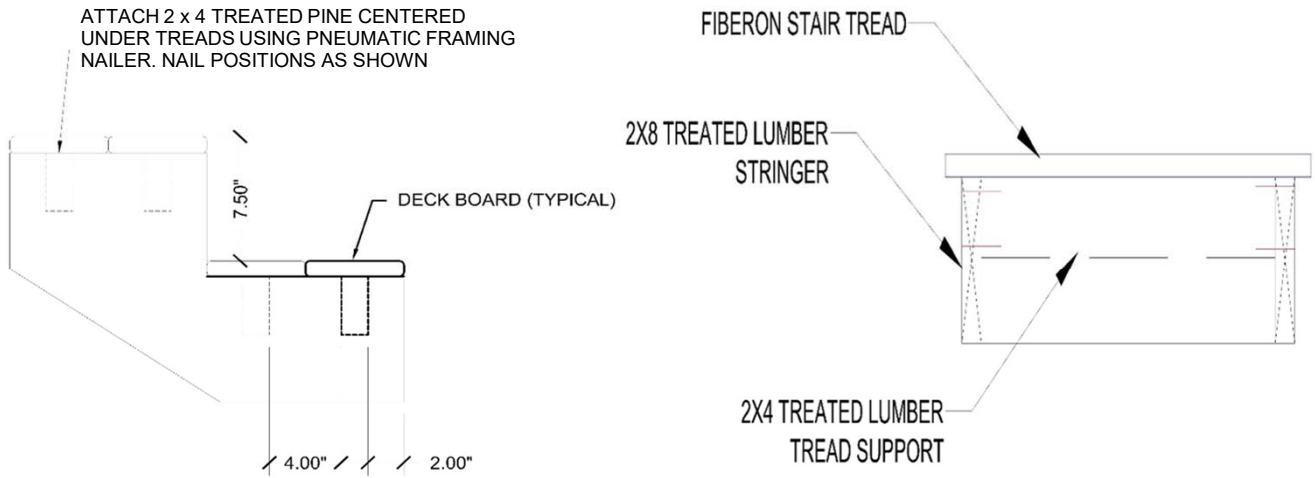 ATTACH 2 x 4 TREATED PINE CENTERED
UNDER TREADS USING PNEUMATIC FRAMING
NAILER. NAIL POSITIONS AS SHOWN
7.50"
DECK BOARD (TYPICAL)
4.00"
2.00"
FIBERON STAIR TREAD
2X8 TREATED LUMBER
STRINGER
2X4 TREATED LUMBER
TREAD SUPPORT